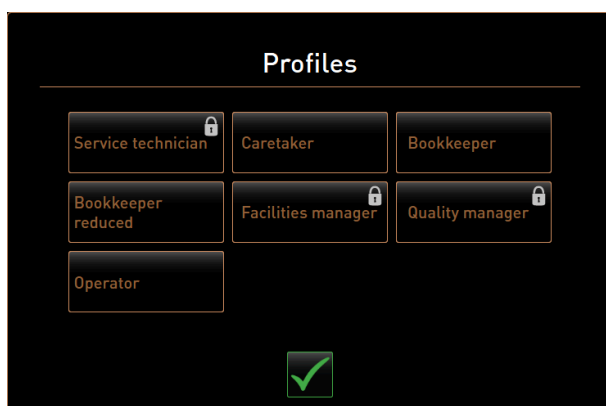 Profiles
Service technician
Caretaker
Bookkeeper
Bookkeeper
reduced
Facilities manager
Quality manager
Operator